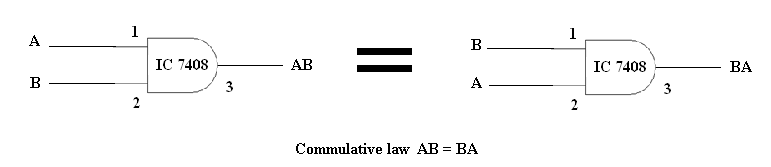 A 1 IC 7408 AB
B 2 3
B 1 IC 7408 BA
A 2 3
Commulative law AB = BA